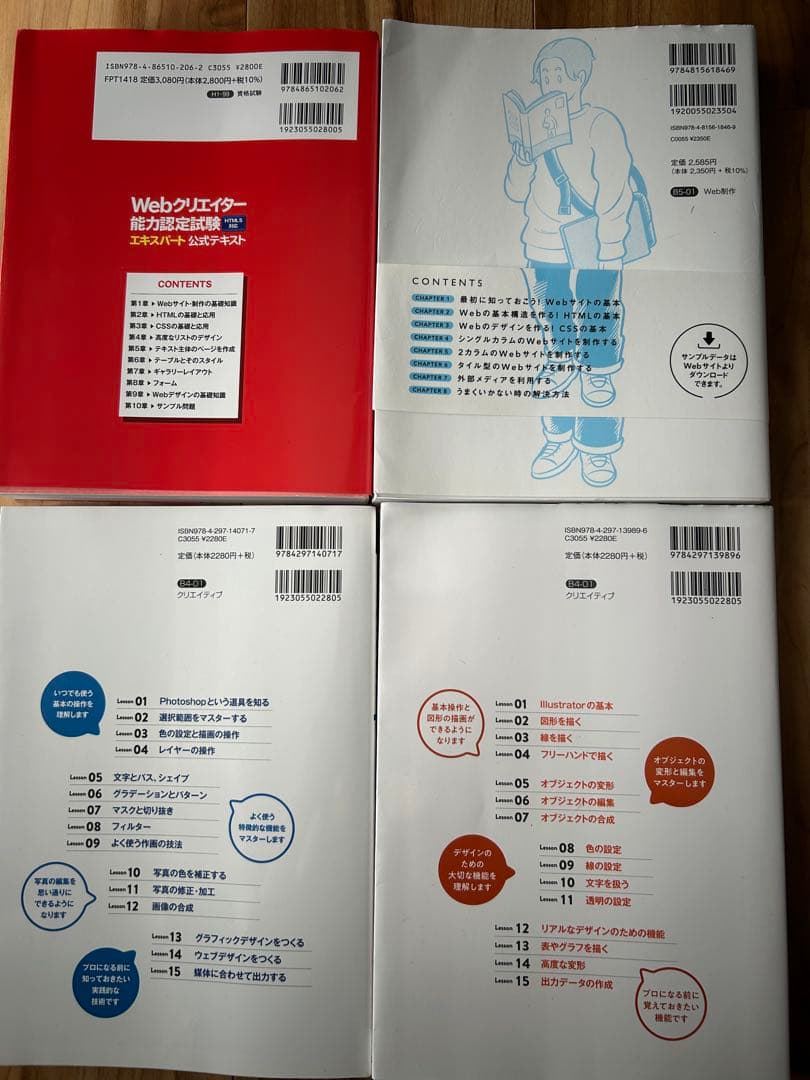 ISBN978-4-86510-206-2 C3055 ¥2800E
FPT1418 定価3,080円(本体2,800円+税10%)
H1-99 資格試験
9784865102062
1923055028005
Webクリエイター
能力認定試験 HTML5対応
エキスパート 公式テキスト
CONTENTS
第1章 ▶ Webサイト制作の基礎知識
第2章 ▶ HTMLの基礎と応用
第3章 ▶ CSSの基礎と応用
第4章 ▶ 高度なリストのデザイン
第5章 ▶ テキスト主体のページを作成
第6章 ▶ テーブルとそのスタイル
第7章 ▶ ギャラリーレイアウト
第8章 ▶ フォーム
第9章 ▶ Webデザインの基礎知識
第10章 ▶ サンプル問題
9784815618469
1920055023504
ISBN978-4-8156-1846-9
C0055 ¥2350E
定価 2,585円
(本体 2,350円 + 税10%)
B5-01 Web制作
CONTENTS
CHAPTER 1 最初に知っておこう! Webサイトの基本
CHAPTER 2 Webの基本構造を作る! HTMLの基本
CHAPTER 3 Webのデザインを作る! CSSの基本
CHAPTER 4 シングルカラムのWebサイトを制作する
CHAPTER 5 2カラムのWebサイトを制作する
CHAPTER 6 タイル型のWebサイトを制作する
CHAPTER 7 外部メディアを利用する
CHAPTER 8 うまくいかない時の解決方法
サンプルデータは
Webサイトより
ダウンロード
できます。
ISBN978-4-297-14071-7
C3055 ¥2280E
定価(本体2280円+税)
9784297140717
B4-01
クリエイティブ
1923055022805
いつでも使う
基本の操作を
理解します
Lesson 01 Photoshopという道具を知る
Lesson 02 選択範囲をマスターする
Lesson 03 色の設定と描画の操作
Lesson 04 レイヤーの操作
Lesson 05 文字とパス、シェイプ
Lesson 06 グラデーションとパターン
Lesson 07 マスクと切り抜き
Lesson 08 フィルター
Lesson 09 よく使う作画の技法
よく使う
特徴的な機能を
マスターします
Lesson 10 写真の色を補正する
Lesson 11 写真の修正・加工
Lesson 12 画像の合成
写真の編集を
思い通りに
できるように
なります
Lesson 13 グラフィックデザインをつくる
Lesson 14 ウェブデザインをつくる
Lesson 15 媒体に合わせて出力する
プロになる前に
知っておきたい
実践的な
技術です
ISBN978-4-297-13989-6
C3055 ¥2280E
定価(本体2280円+税)
9784297139896
B4-01
クリエイティブ
1923055022805
基本操作と
図形の描画が
できるように
なります
Lesson 01 Illustratorの基本
Lesson 02 図形を描く
Lesson 03 線を描く
Lesson 04 フリーハンドで描く
オブジェクトの
変形と編集を
マスターします
Lesson 05 オブジェクトの変形
Lesson 06 オブジェクトの編集
Lesson 07 オブジェクトの合成
デザインの
ための
大切な機能を
理解します
Lesson 08 色の設定
Lesson 09 線の設定
Lesson 10 文字を扱う
Lesson 11 透明の設定
Lesson 12 リアルなデザインのための機能
Lesson 13 表やグラフを描く
Lesson 14 高度な変形
Lesson 15 出力データの作成
プロになる前に
覚えておきたい
機能です